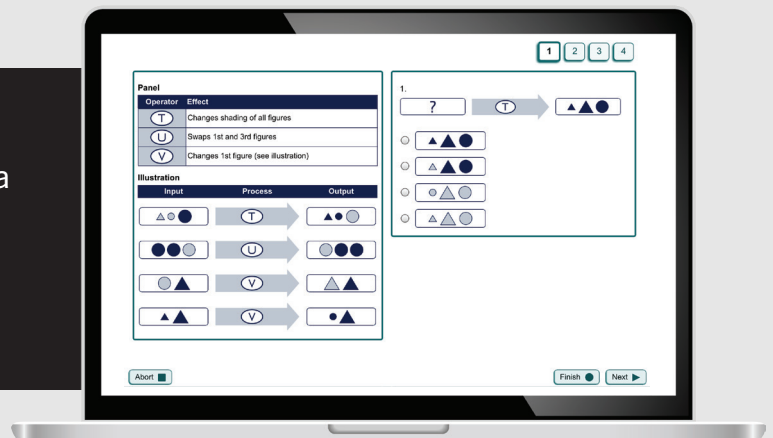 a
1 2 3 4
Panel
Operator Effect
T Changes shading of all figures
U Swaps 1st and 3rd figures
V Changes 1st figure (see illustration)
Illustration
Input Process Output
T
U
V
V
1.
? T
Abort
Finish Next